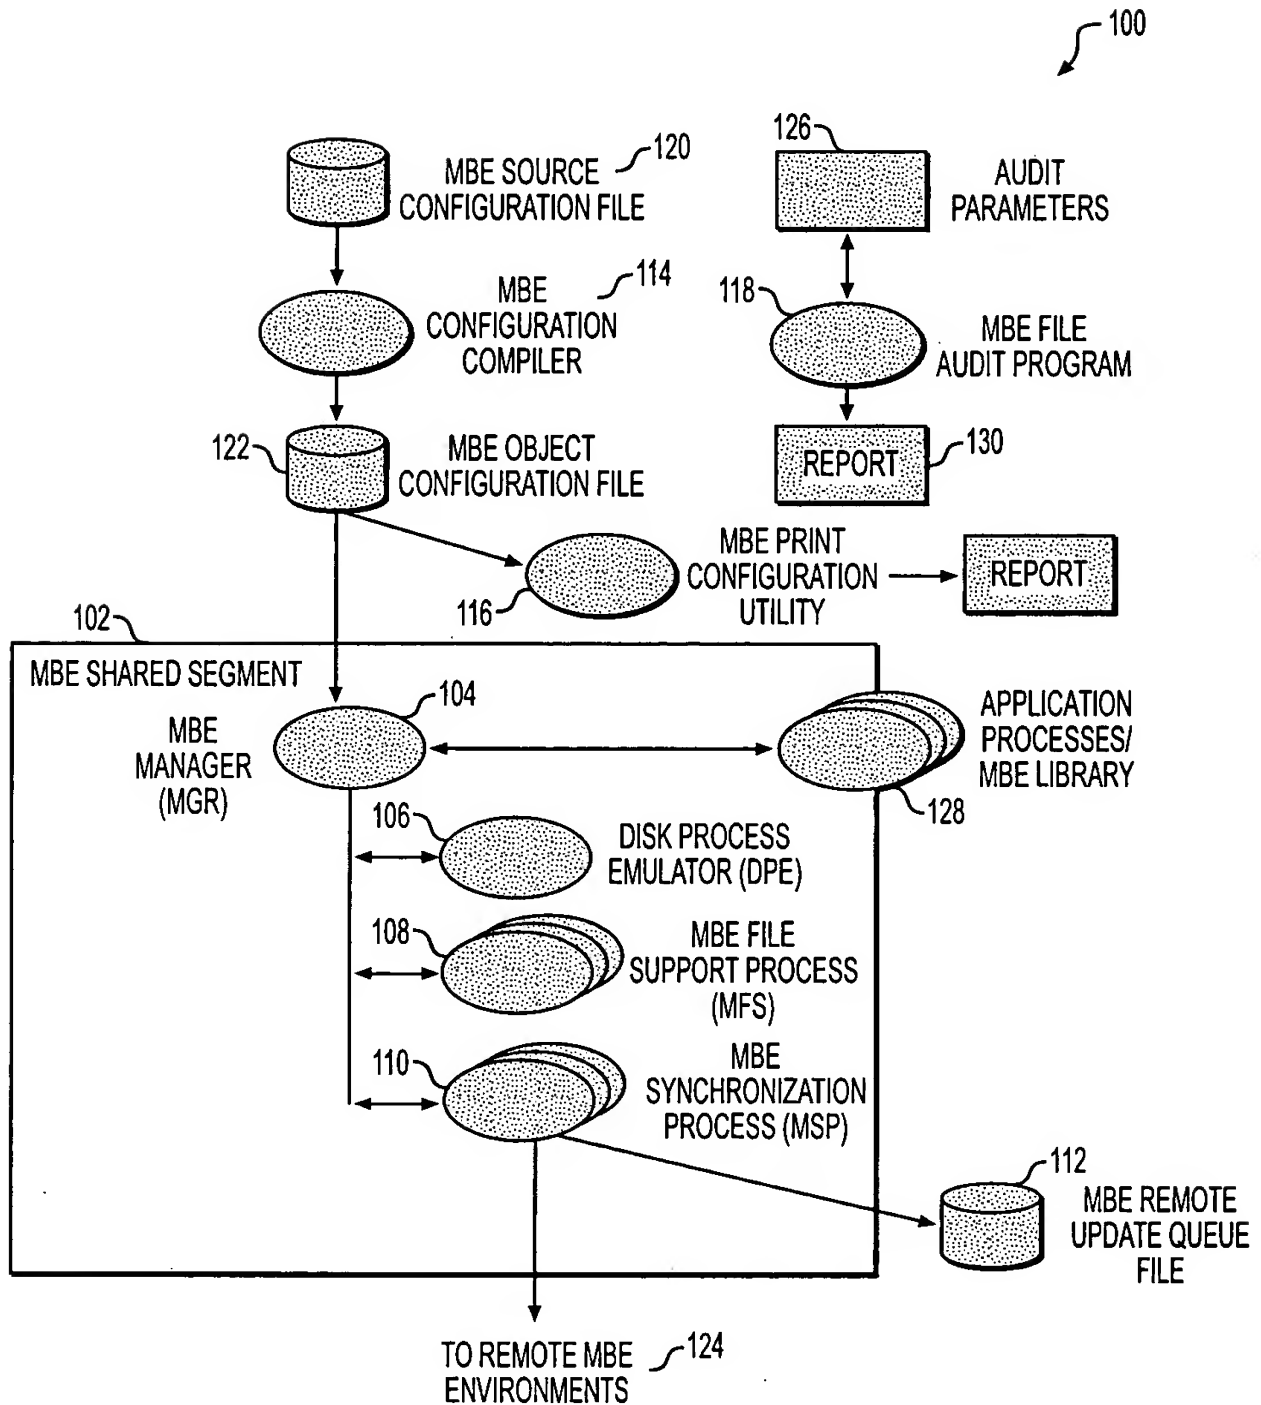 100
120
MBE SOURCE
CONFIGURATION FILE
126
AUDIT
PARAMETERS
114
MBE
CONFIGURATION
COMPILER
118
MBE FILE
AUDIT PROGRAM
122
MBE OBJECT
CONFIGURATION FILE
REPORT
130
116
MBE PRINT
CONFIGURATION
UTILITY
REPORT
102
MBE SHARED SEGMENT
104
MBE
MANAGER
(MGR)
APPLICATION
PROCESSES/
MBE LIBRARY
128
106
DISK PROCESS
EMULATOR (DPE)
108
MBE FILE
SUPPORT PROCESS
(MFS)
110
MBE
SYNCHRONIZATION
PROCESS (MSP)
112
MBE REMOTE
UPDATE QUEUE
FILE
TO REMOTE MBE
ENVIRONMENTS
124